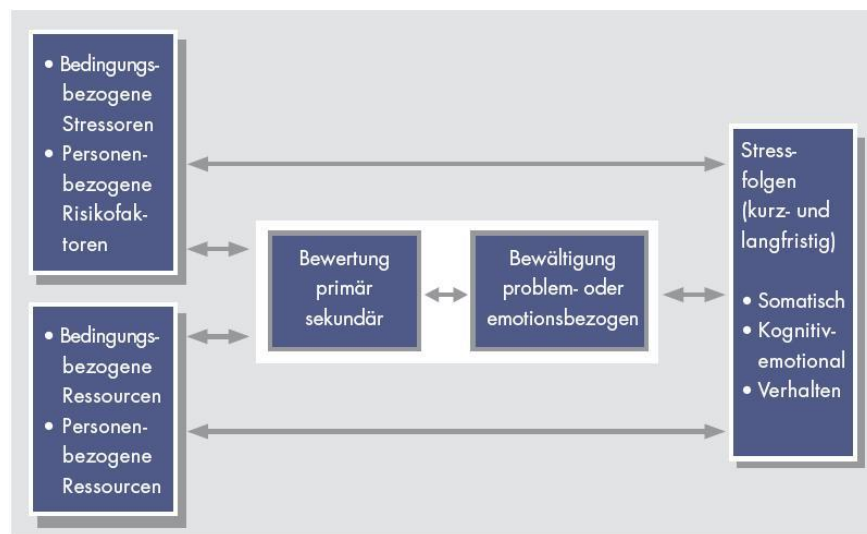 • Bedingungs-
bezogene
Stressoren
• Personen-
bezogene
Risikofak-
toren
• Bedingungs-
bezogene
Ressourcen
• Personen-
bezogene
Ressourcen
Bewertung
primär
sekundär
Bewältigung
problem- oder
emotionsbezogen
Stress-
folgen
(kurz- und
langfristig)
• Somatisch
• Kognitiv-
emotional
• Verhalten